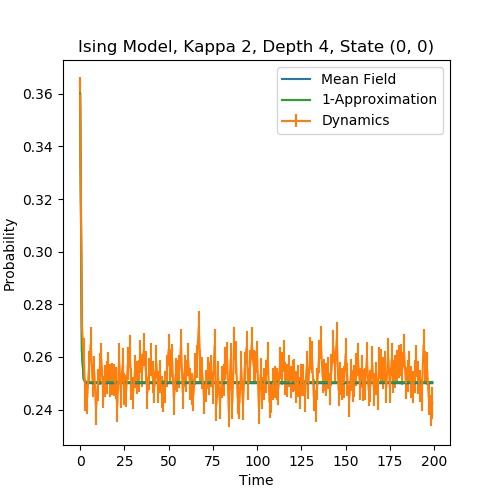 Ising Model, Kappa 2, Depth 4, State (0, 0)
Mean Field
1-Approximation
Dynamics
0.36
0.34
0.32
0.30
0.28
0.26
0.24
Probability
0 25 50 75 100 125 150 175 200
Time